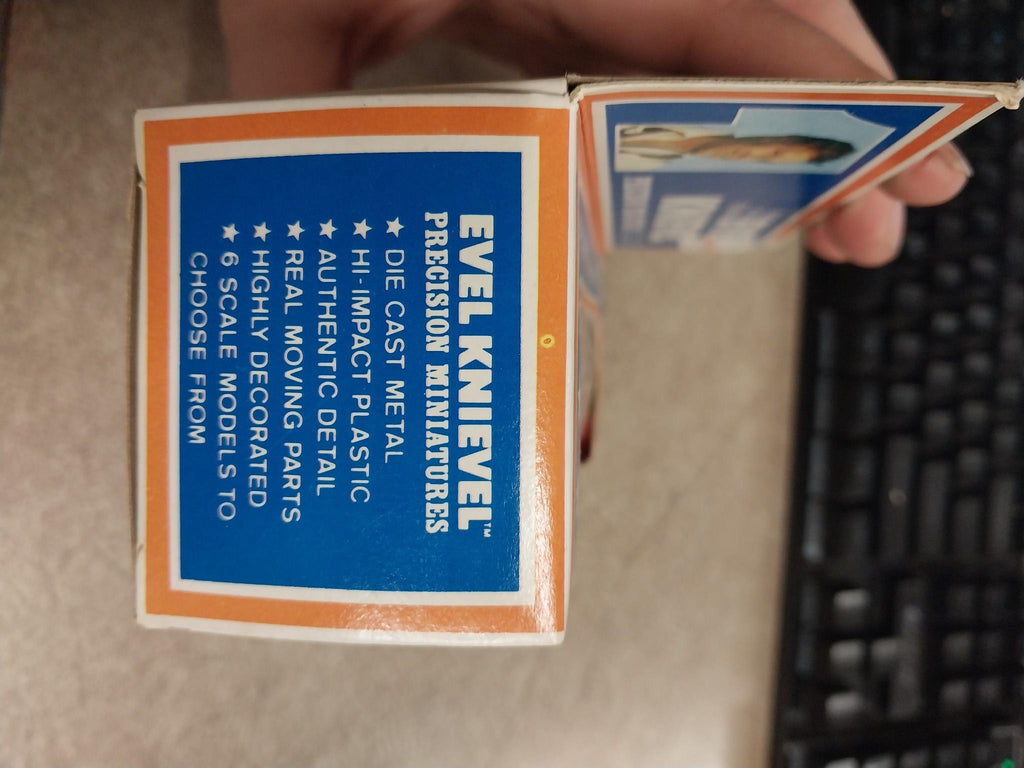 EVEL KNIEVEL™
PRECISION MINIATURES
★ DIE CAST METAL
★ HI-IMPACT PLASTIC
★ AUTHENTIC DETAIL
★ REAL MOVING PARTS
★ HIGHLY DECORATED
★ 6 SCALE MODELS TO
CHOOSE FROM